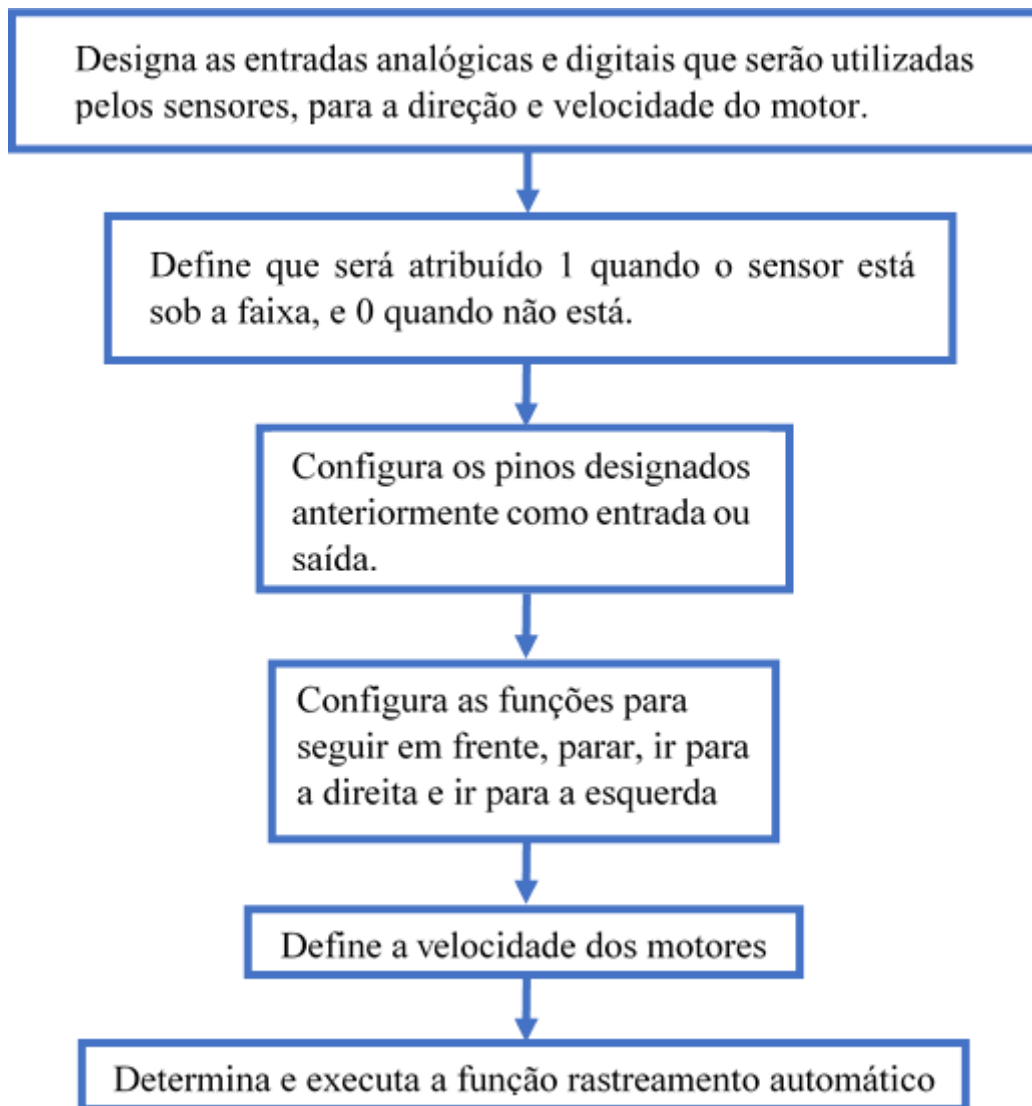 Designa as entradas analógicas e digitais que serão utilizadas
pelos sensores, para a direção e velocidade do motor.
Define que será atribuído 1 quando o sensor está
sob a faixa, e 0 quando não está.
Configura os pinos designados
anteriormente como entrada ou
saída.
Configura as funções para
seguir em frente, parar, ir para
a direita e ir para a esquerda
Define a velocidade dos motores
Determina e executa a função rastreamento automático